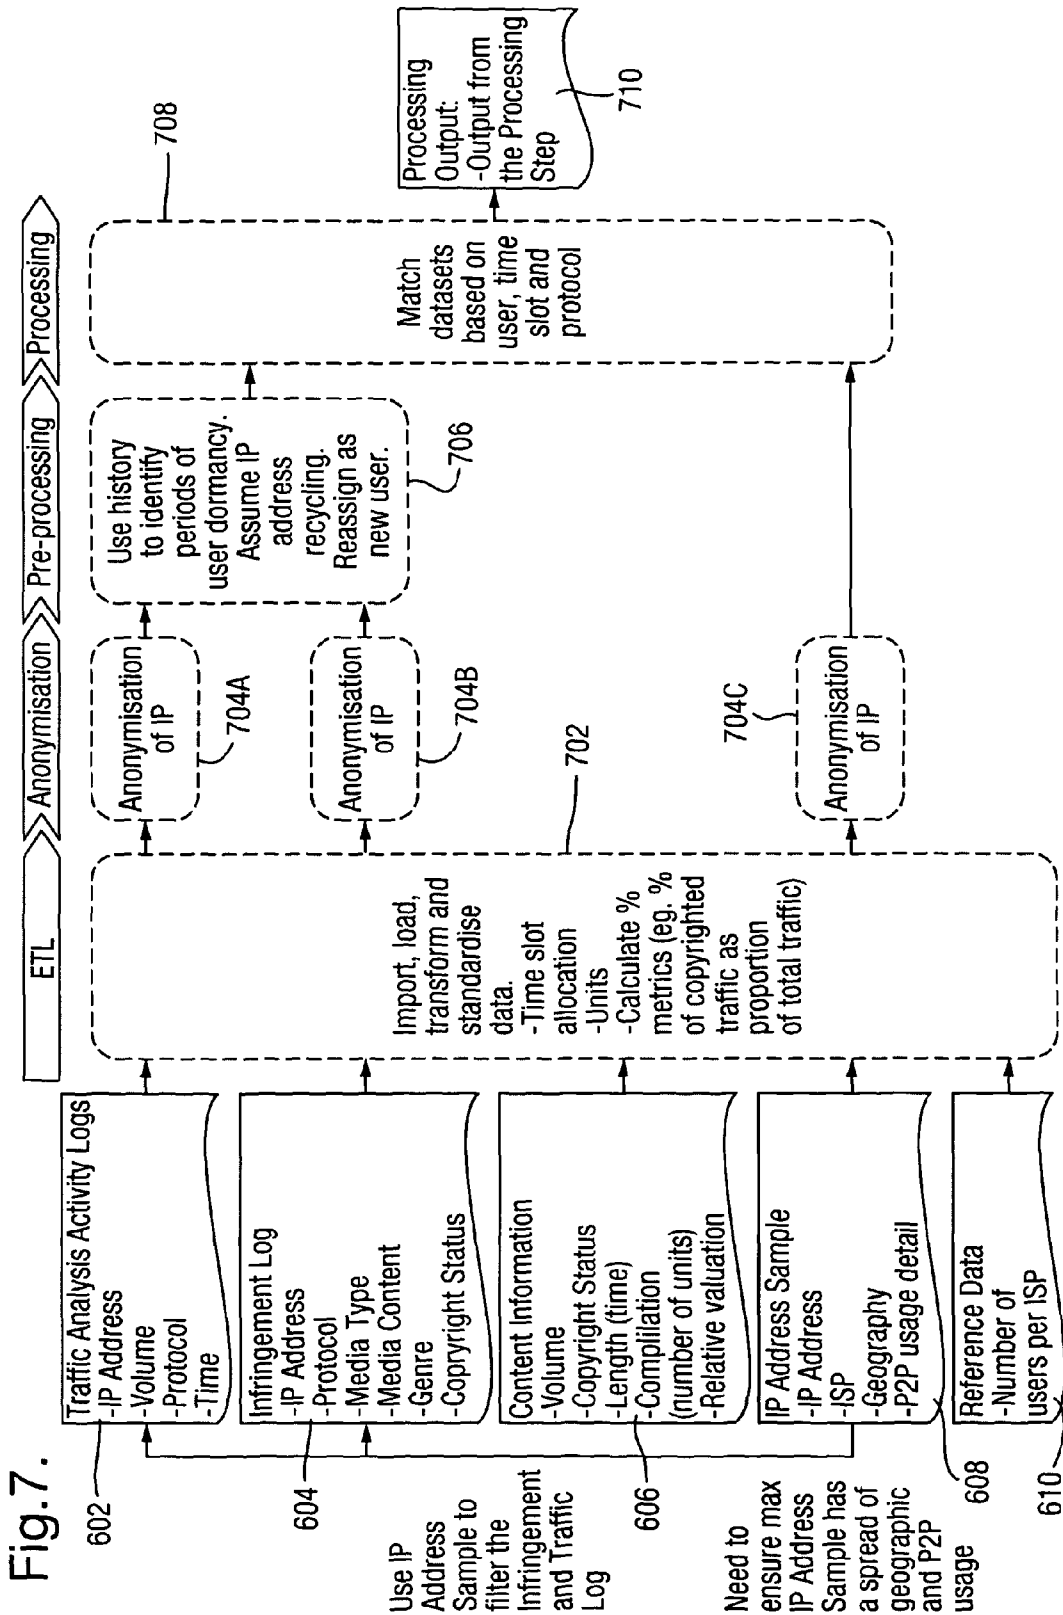 Fig.7.
ETL
Anonymisation
Pre-processing
Processing
602
Traffic Analysis Activity Logs
-IP Address
-Volume
-Protocol
-Time
604
Infringement Log
-IP Address
-Protocol
-Media Type
-Media Content
-Genre
-Copryright Status
Use IP
Address
Sample to
filter the
Infringement
and Traffic
Log
606
Content Information
-Volume
-Copyright Status
-Length (time)
-Complilation
(number of units)
-Relative valuation
Need to
ensure max
IP Address
Sample has
a spread of
geographic
and P2P
usage
IP Address Sample
-IP Address
-ISP
-Geography
-P2P usage detail
608
Reference Data
-Number of
users per ISP
610
Import, load,
transform and
standardise
data.
-Time slot
allocation
-Units
-Calculate %
metrics (eg. %
of copyrighted
traffic as
proportion
of total traffic)
702
Anonymisation
of IP
704A
Anonymisation
of IP
704B
Anonymisation
of IP
704C
Use history
to identify
periods of
user dormancy.
Assume IP
address
recycling.
Reassign as
new user.
706
Match
datasets
based on
user, time
slot and
protocol
708
Processing
Output:
-Output from
the Processing
Step
710